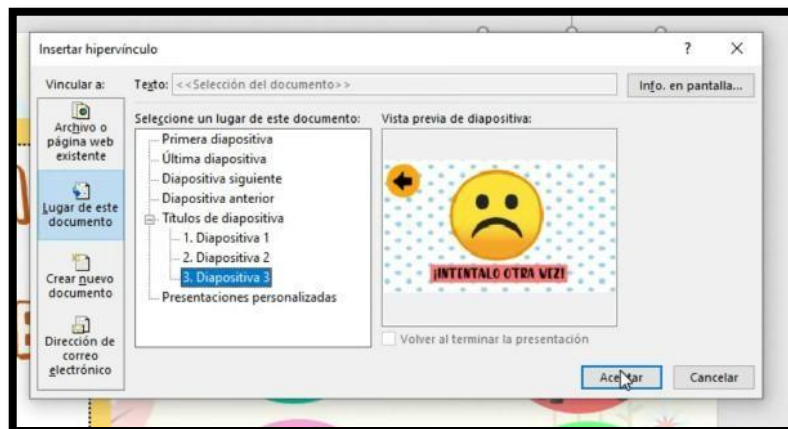 Insertar hipervínculo
?
Vincular a:
Texto: <<Selección del documento>>
Info. en pantalla...
Archivo o
página web
existente
Lugar de este
documento
Crear nuevo
documento
Dirección de
correo
electrónico
Seleccione un lugar de este documento:
Primera diapositiva
Última diapositiva
Diapositiva siguiente
Diapositiva anterior
Títulos de diapositiva
1. Diapositiva 1
2. Diapositiva 2
3. Diapositiva 3
Presentaciones personalizadas
Vista previa de diapositiva:
¡INTENTALO OTRA VEZ!
Volver al terminar la presentación
Aceptar
Cancelar